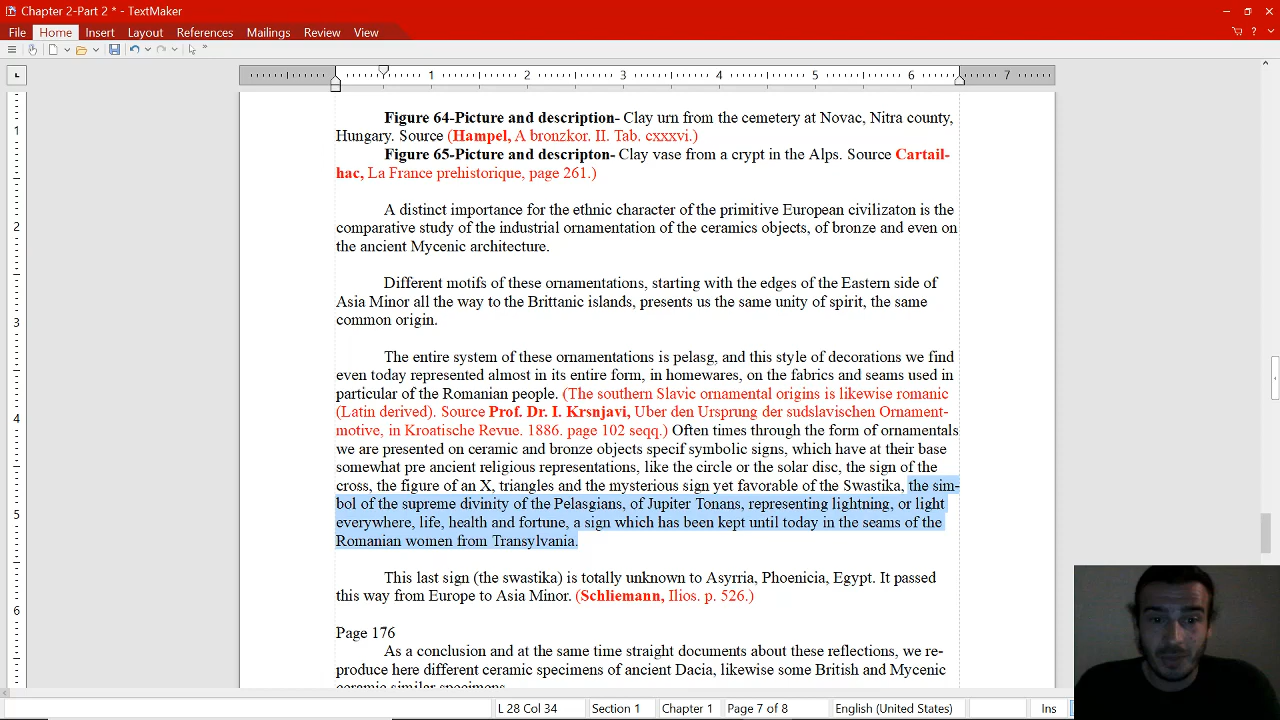 Chapter 2-Part 2 * - TextMaker
File Home Insert Layout References Mailings Review View
1 2 3 4 5 6 7
Figure 64-Picture and description- Clay urn from the cemetery at Novac, Nitra county,
Hungary. Source (Hampel, A bronzkor. II. Tab. cxxxvi.)
Figure 65-Picture and descripton- Clay vase from a crypt in the Alps. Source Cartail-
hac, La France prehistorique, page 261.)
A distinct importance for the ethnic character of the primitive European civilizaton is the
comparative study of the industrial ornamentation of the ceramics objects, of bronze and even on
the ancient Mycenic architecture.
Different motifs of these ornamentations, starting with the edges of the Eastern side of
Asia Minor all the way to the Brittanic islands, presents us the same unity of spirit, the same
common origin.
The entire system of these ornamentations is pelasg, and this style of decorations we find
even today represented almost in its entire form, in homewares, on the fabrics and seams used in
particular of the Romanian people. (The southern Slavic ornamental origins is likewise romanic
(Latin derived). Source Prof. Dr. I. Krsnjavi, Uber den Ursprung der sudslavischen Ornament-
motive, in Kroatische Revue. 1886. page 102 seqq.) Often times through the form of ornamentals
we are presented on ceramic and bronze objects specif symbolic signs, which have at their base
somewhat pre ancient religious representations, like the circle or the solar disc, the sign of the
cross, the figure of an X, triangles and the mysterious sign yet favorable of the Swastika, the sim-
bol of the supreme divinity of the Pelasgians, of Jupiter Tonans, representing lightning, or light
everywhere, life, health and fortune, a sign which has been kept until today in the seams of the
Romanian women from Transylvania.
This last sign (the swastika) is totally unknown to Asyrria, Phoenicia, Egypt. It passed
this way from Europe to Asia Minor. (Schliemann, Ilios. p. 526.)
Page 176
As a conclusion and at the same time straight documents about these reflections, we re-
produce here different ceramic specimens of ancient Dacia, likewise some British and Mycenic
ceramic similar specimens.
1 2 3 4 5 6
L 28 Col 34 Section 1 Chapter 1 Page 7 of 8 English (United States) Ins